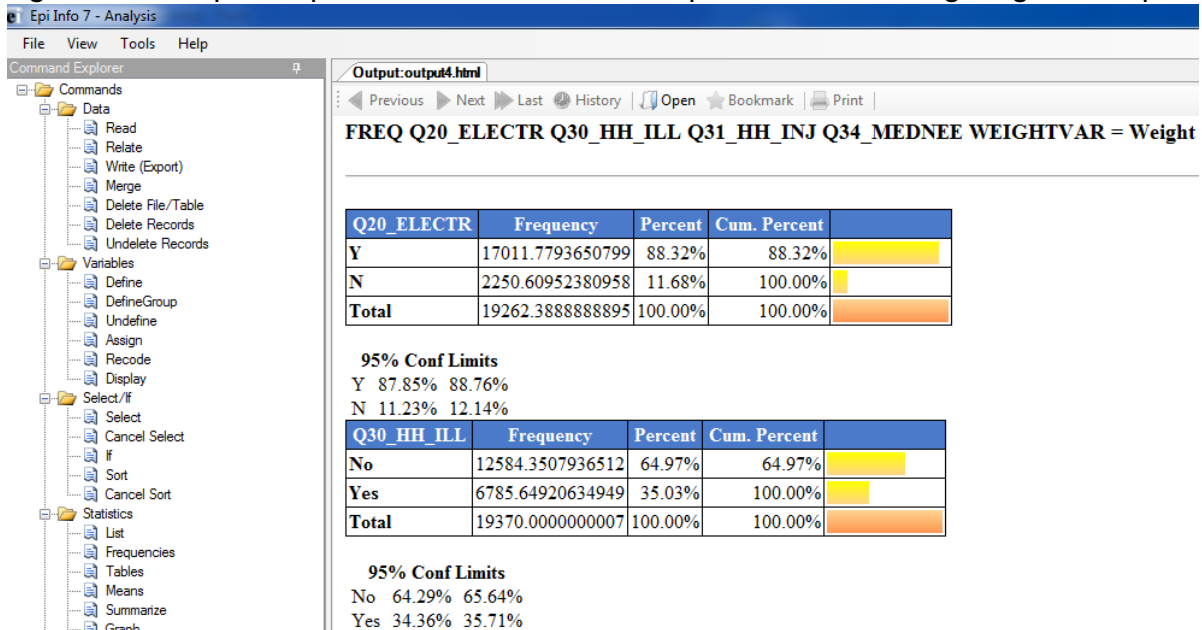 Epi Info 7 - Analysis
File View Tools Help
Command Explorer
Commands
Data
Read
Relate
Write (Export)
Merge
Delete File/Table
Delete Records
Undelete Records
Variables
Define
DefineGroup
Undefine
Assign
Recode
Display
Select/If
Select
Cancel Select
If
Sort
Cancel Sort
Statistics
List
Frequencies
Tables
Means
Summarize
Graph
Output:output4.html
Previous Next Last History Open Bookmark Print
FREQ Q20_ELECTR Q30_HH_ILL Q31_HH_INJ Q34_MEDNEE WEIGHTVAR = Weight
Q20_ELECTR Frequency Percent Cum. Percent
Y 17011.7793650799 88.32% 88.32%
N 2250.60952380958 11.68% 100.00%
Total 19262.3888888895 100.00% 100.00%
95% Conf Limits
Y 87.85% 88.76%
N 11.23% 12.14%
Q30_HH_ILL Frequency Percent Cum. Percent
No 12584.3507936512 64.97% 64.97%
Yes 6785.64920634949 35.03% 100.00%
Total 19370.0000000007 100.00% 100.00%
95% Conf Limits
No 64.29% 65.64%
Yes 34.36% 35.71%